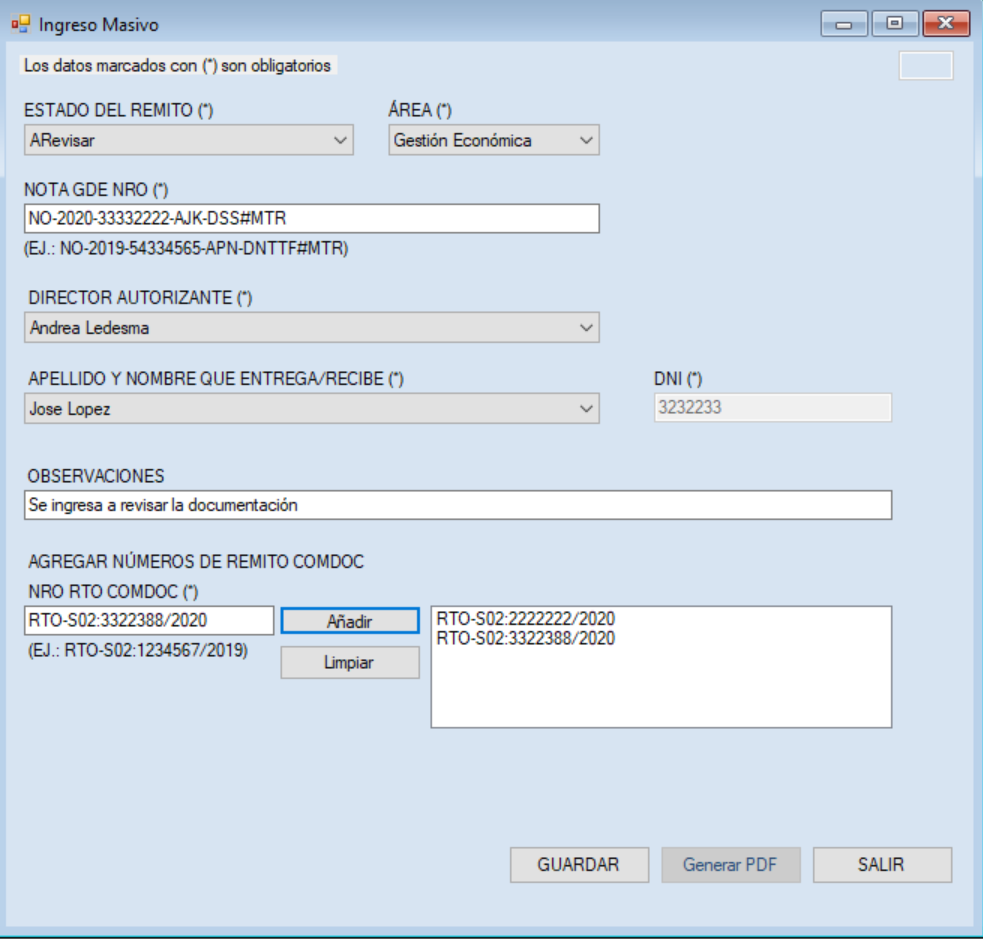 Ingreso Masivo
Los datos marcados con (*) son obligatorios
ESTADO DEL REMITO (*) ÁREA (*)
ARevisar Gestión Económica
NOTA GDE NRO (*)
NO-2020-33332222-AJK-DSS#MTR
(EJ.: NO-2019-54334565-APN-DNTTF#MTR)
DIRECTOR AUTORIZANTE (*)
Andrea Ledesma
APELLIDO Y NOMBRE QUE ENTREGA/RECIBE (*) DNI (*)
Jose Lopez 3232233
OBSERVACIONES
Se ingresa a revisar la documentación
AGREGAR NÚMEROS DE REMITO COMDOC
NRO RTO COMDOC (*)
RTO-S02:3322388/2020 Añadir RTO-S02:2222222/2020
RTO-S02:3322388/2020
(EJ.: RTO-S02:1234567/2019) Limpiar
GUARDAR Generar PDF SALIR